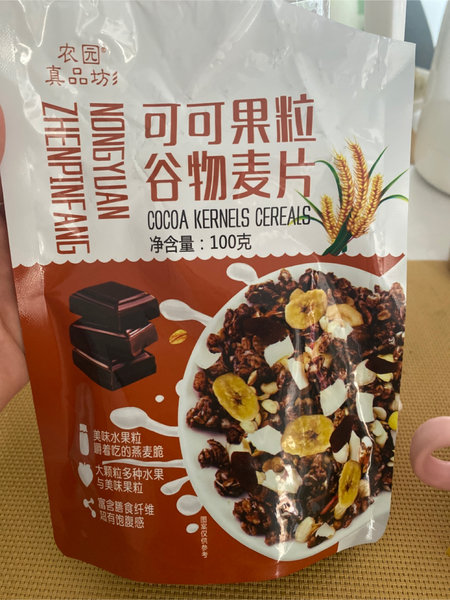 农园®
真品坊
NONGYUAN
ZHENPINFANG
可可果粒
谷物麦片
COCOA KERNELS CEREALS
净含量：100克
美味水果粒
嚼着吃的燕麦脆
大颗粒多种水果
与美味果粒
富含膳食纤维
超有饱腹感
图案仅供参考